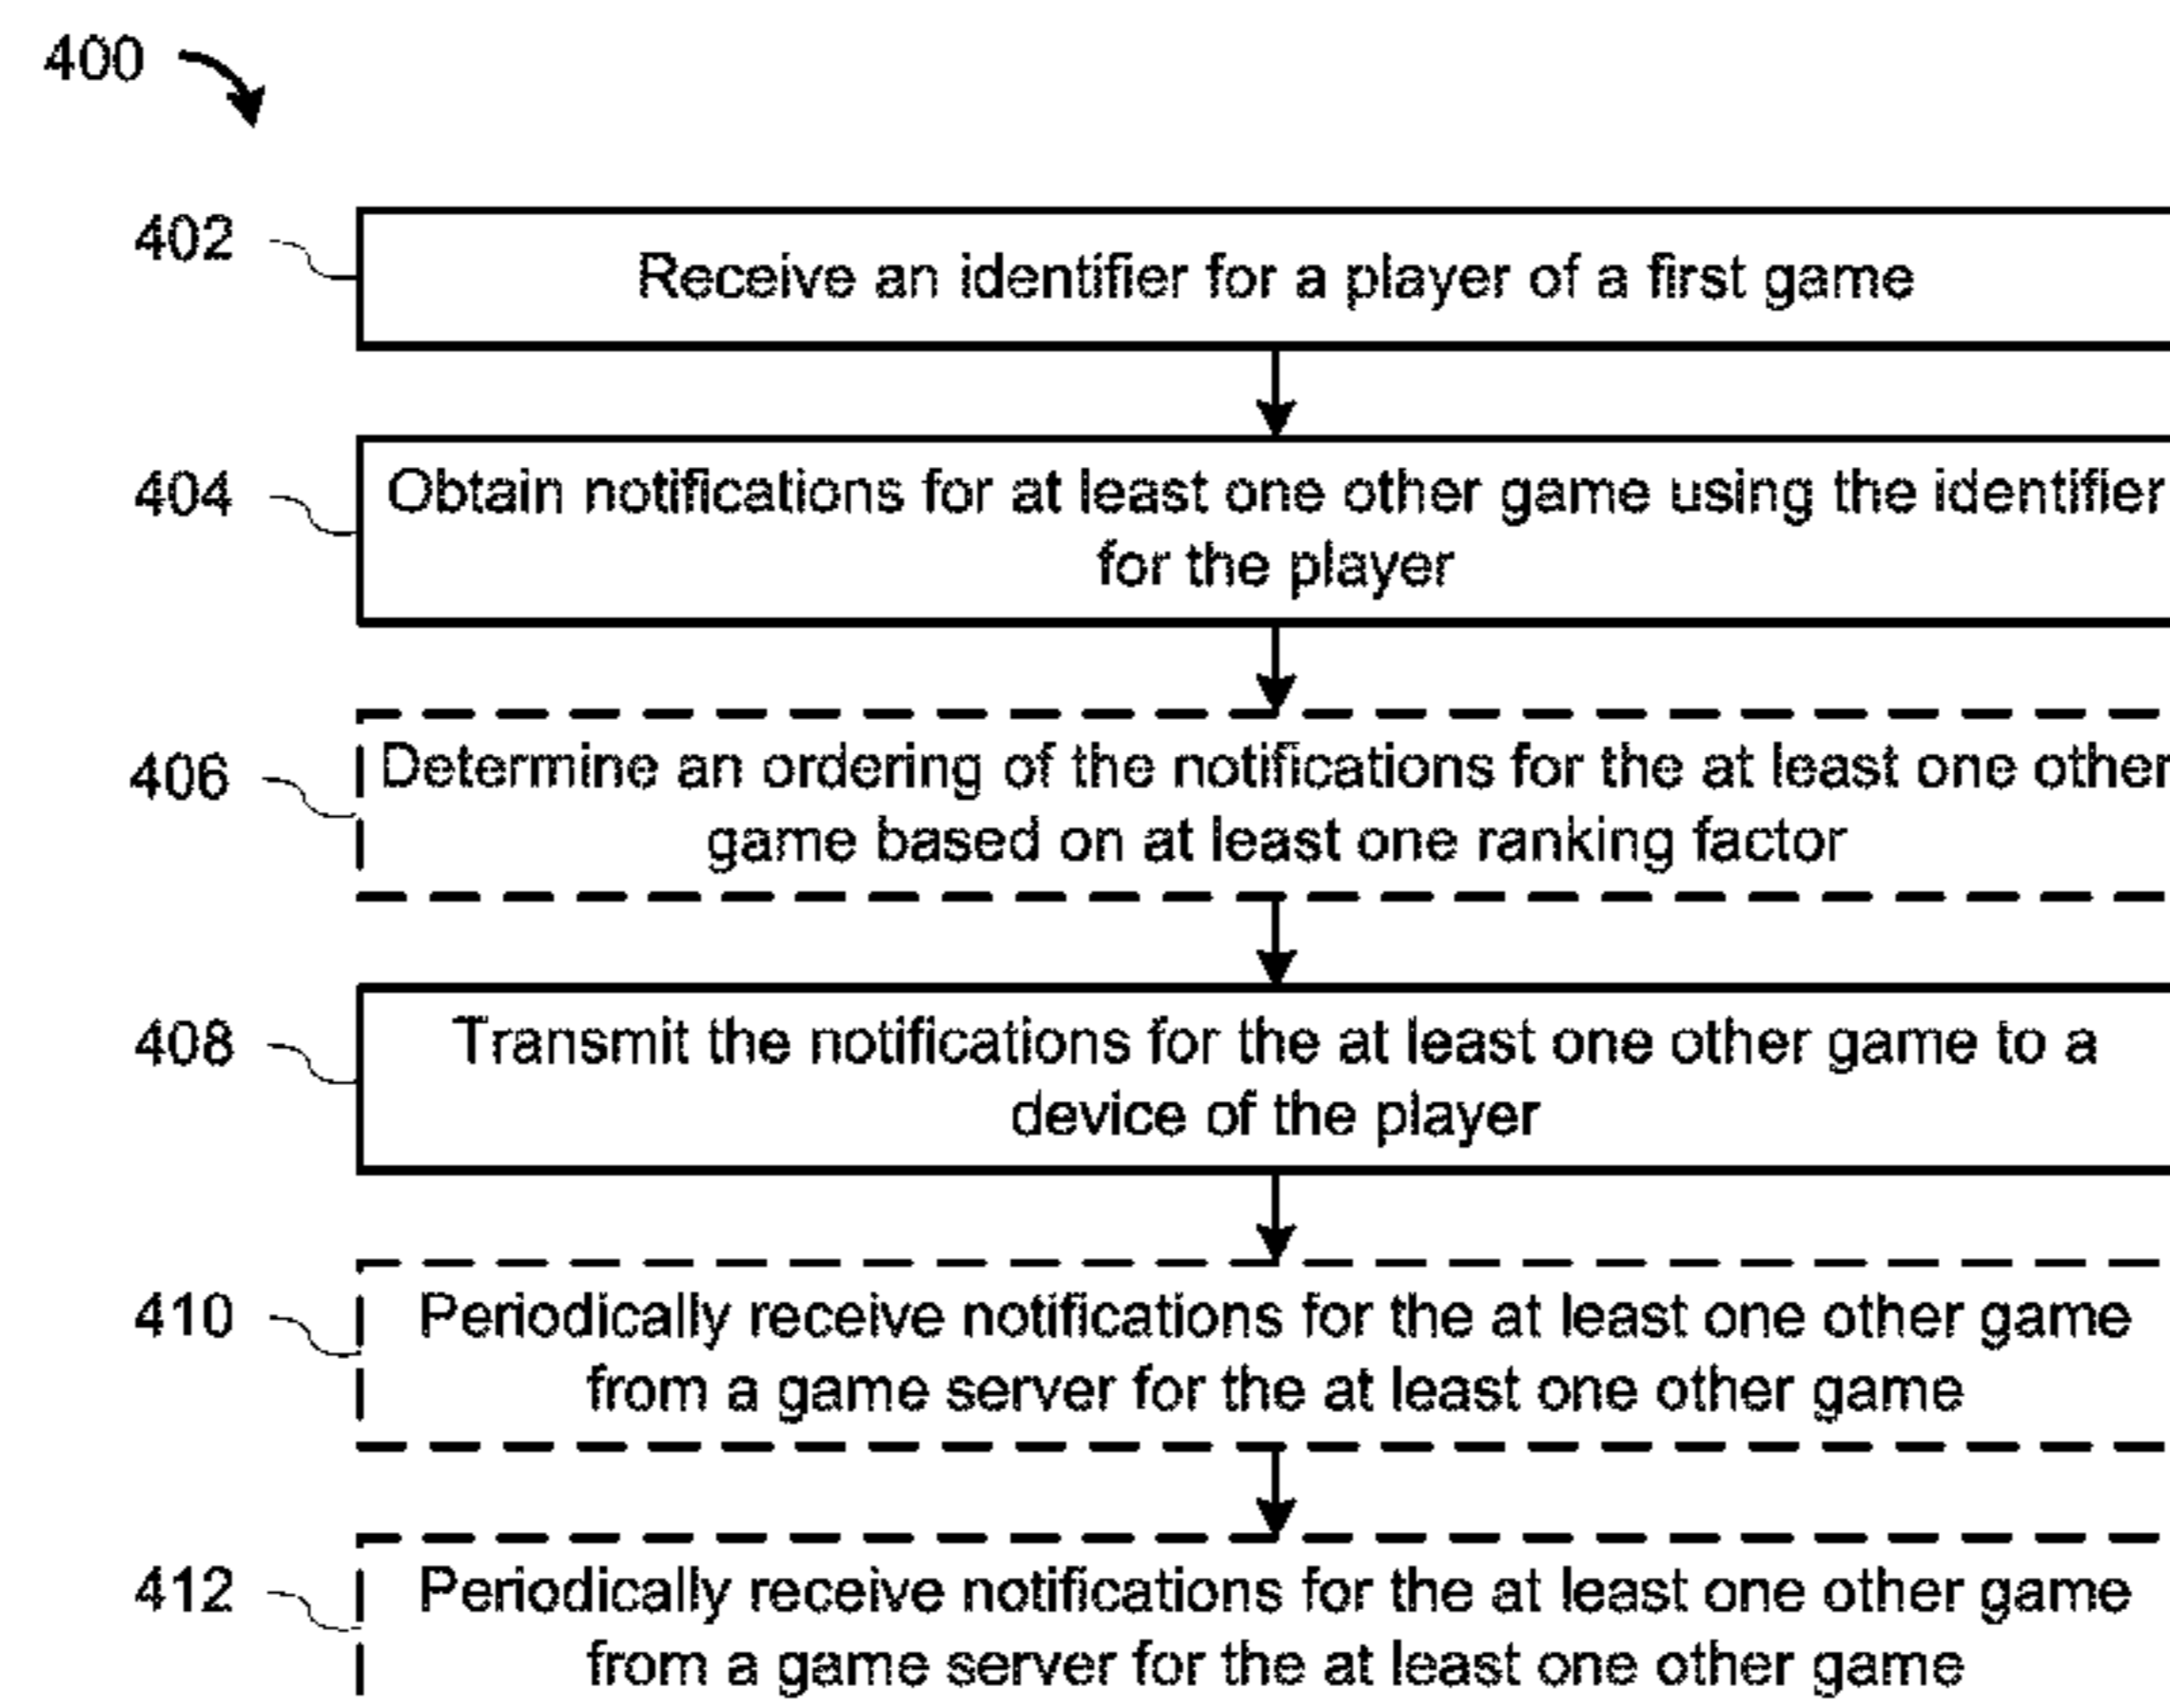 400
402
Receive an identifier for a player of a first game
404
Obtain notifications for at least one other game using the identifier
for the player
406
Determine an ordering of the notifications for the at least one other
game based on at least one ranking factor
408
Transmit the notifications for the at least one other game to a
device of the player
410
Periodically receive notifications for the at least one other game
from a game server for the at least one other game
412
Periodically receive notifications for the at least one other game
from a game server for the at least one other game